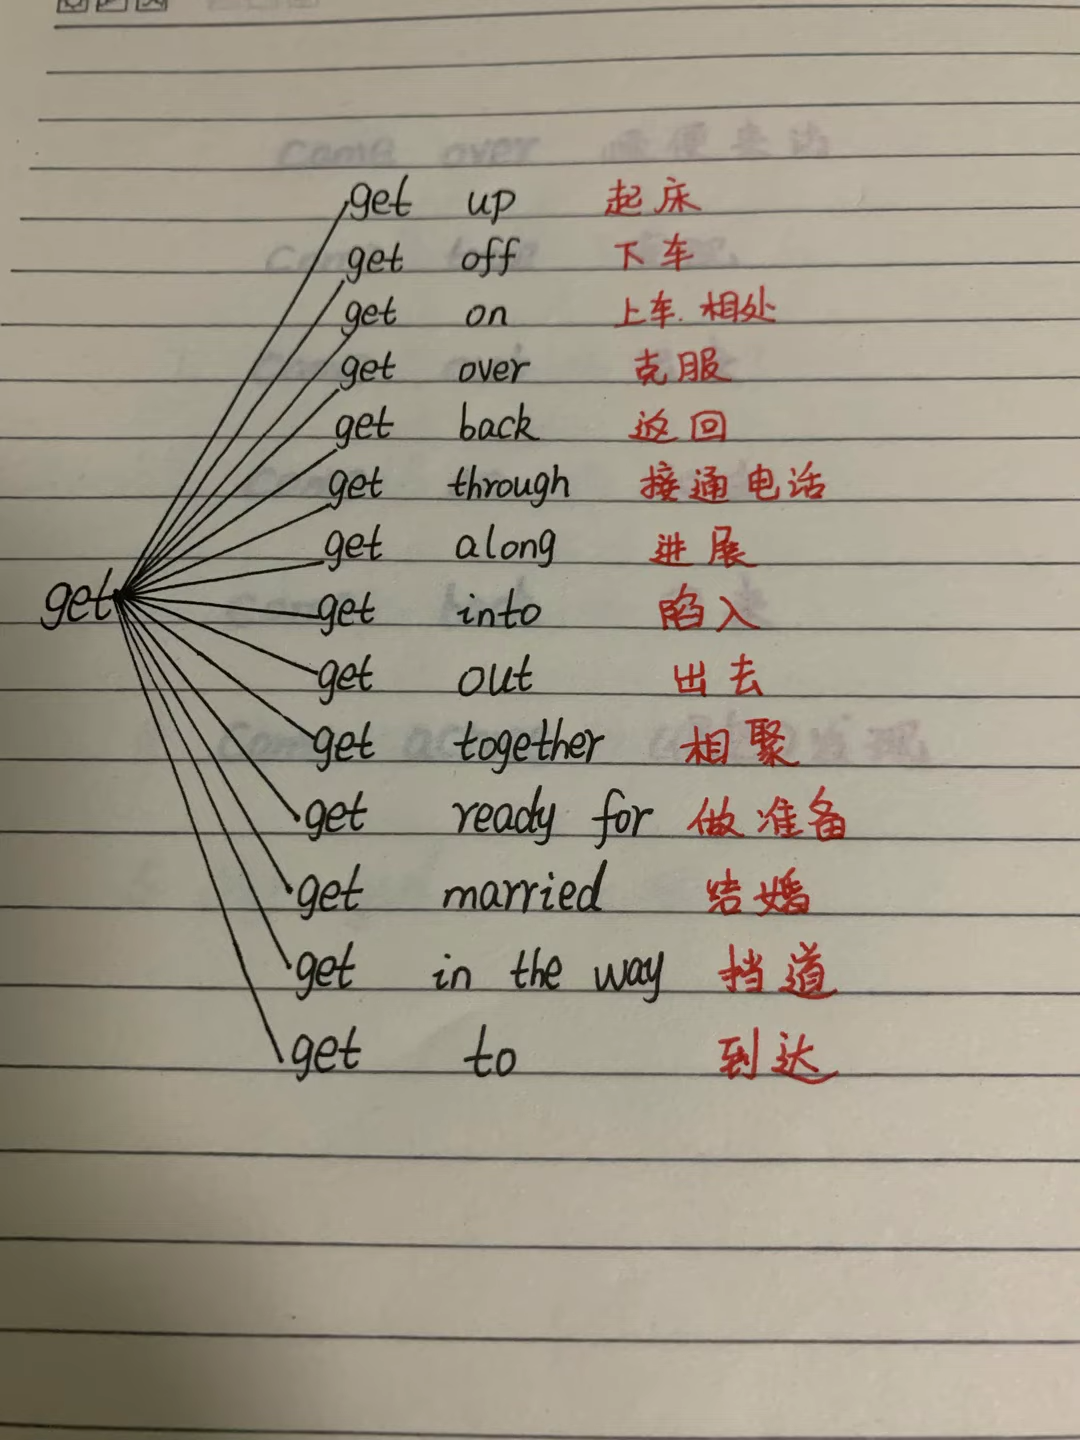 get up 起床
get off 下车
get on 上车. 相处
get over 克服
get back 返回
get through 接通电话
get along 进展
get
get into 陷入
get out 出去
get together 相聚
get ready for 做准备
get married 结婚
get in the way 挡道
get to 到达